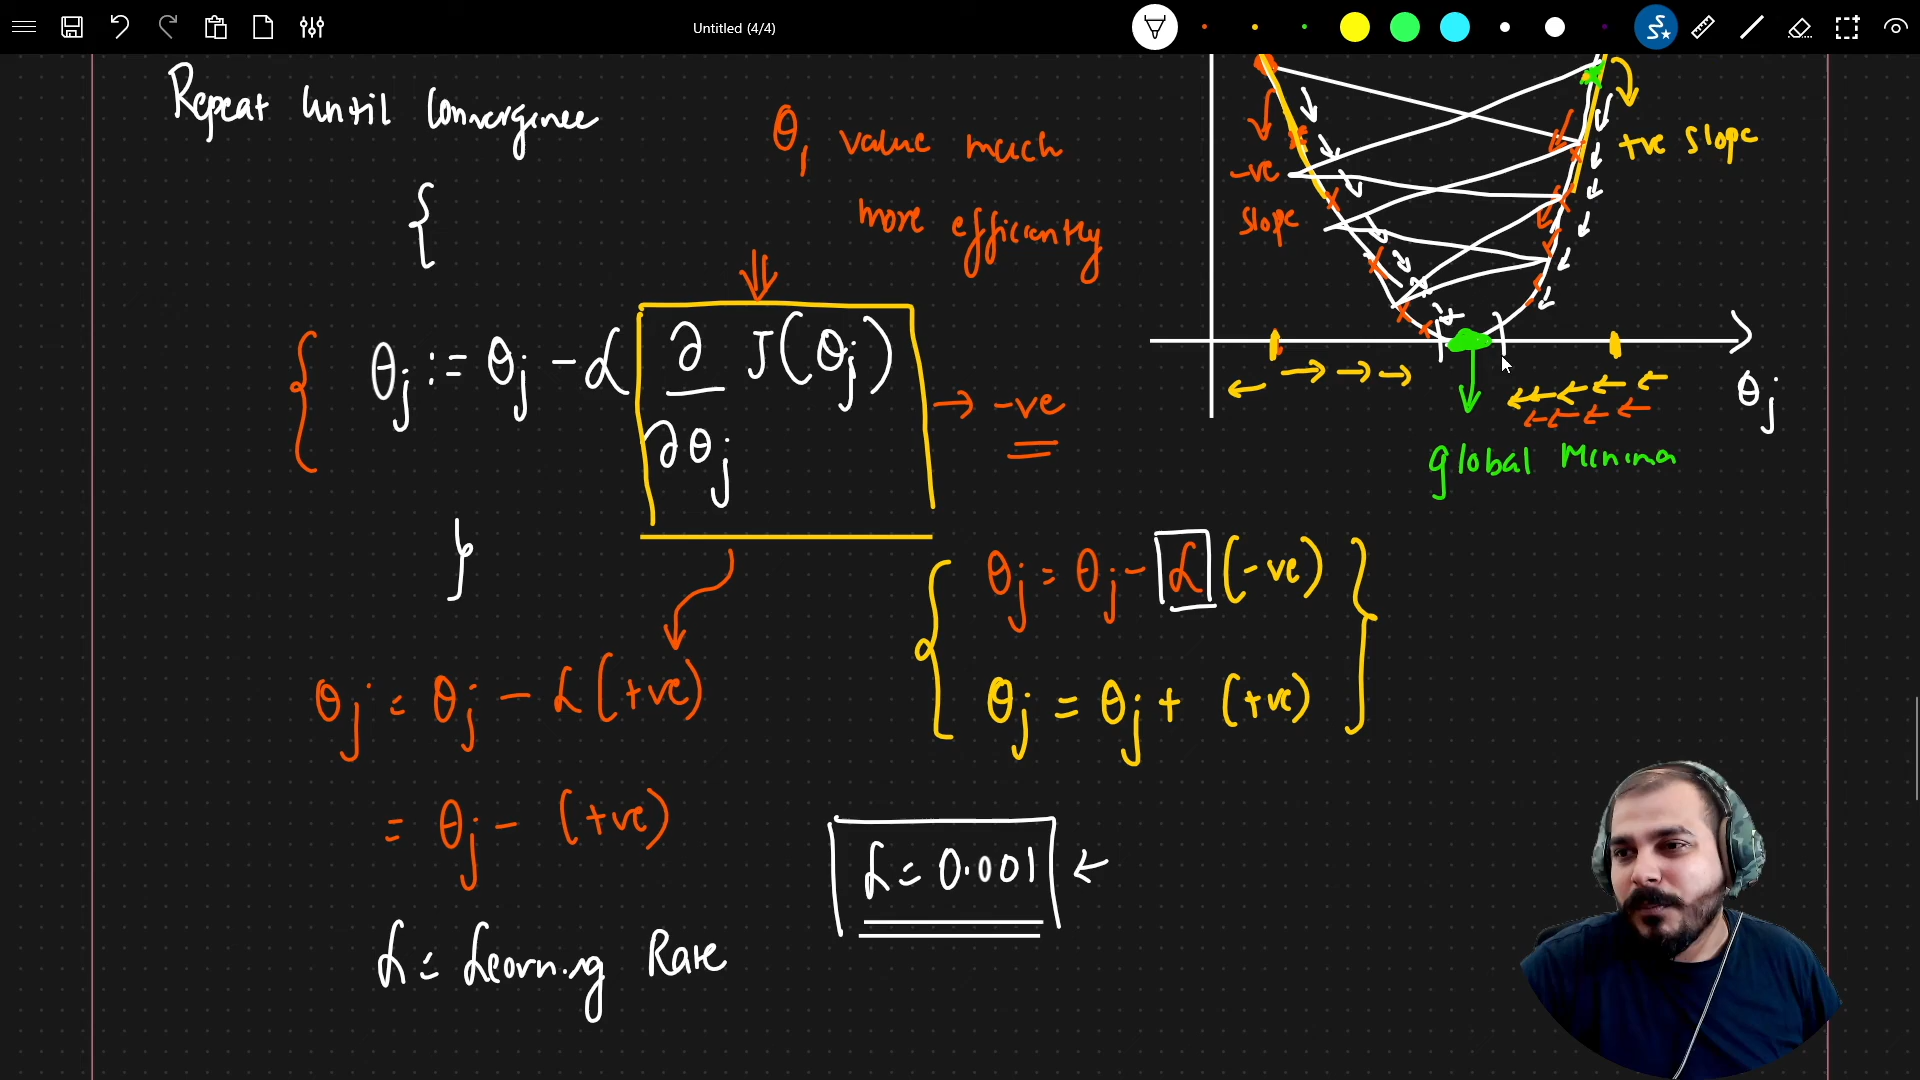 Untitled (4/4)
Repeat Until Convergence
{
θj := θj - α ∂/∂θj J(θj)
}
θ1 value much
more efficiently
→ -ve
-ve
slope
+ve slope
θj
global Minima
θj = θj - α (-ve)
θj = θj + (+ve)
θj = θj - α (+ve)
= θj - (+ve)
α = 0.001 ←
α = Learning Rate